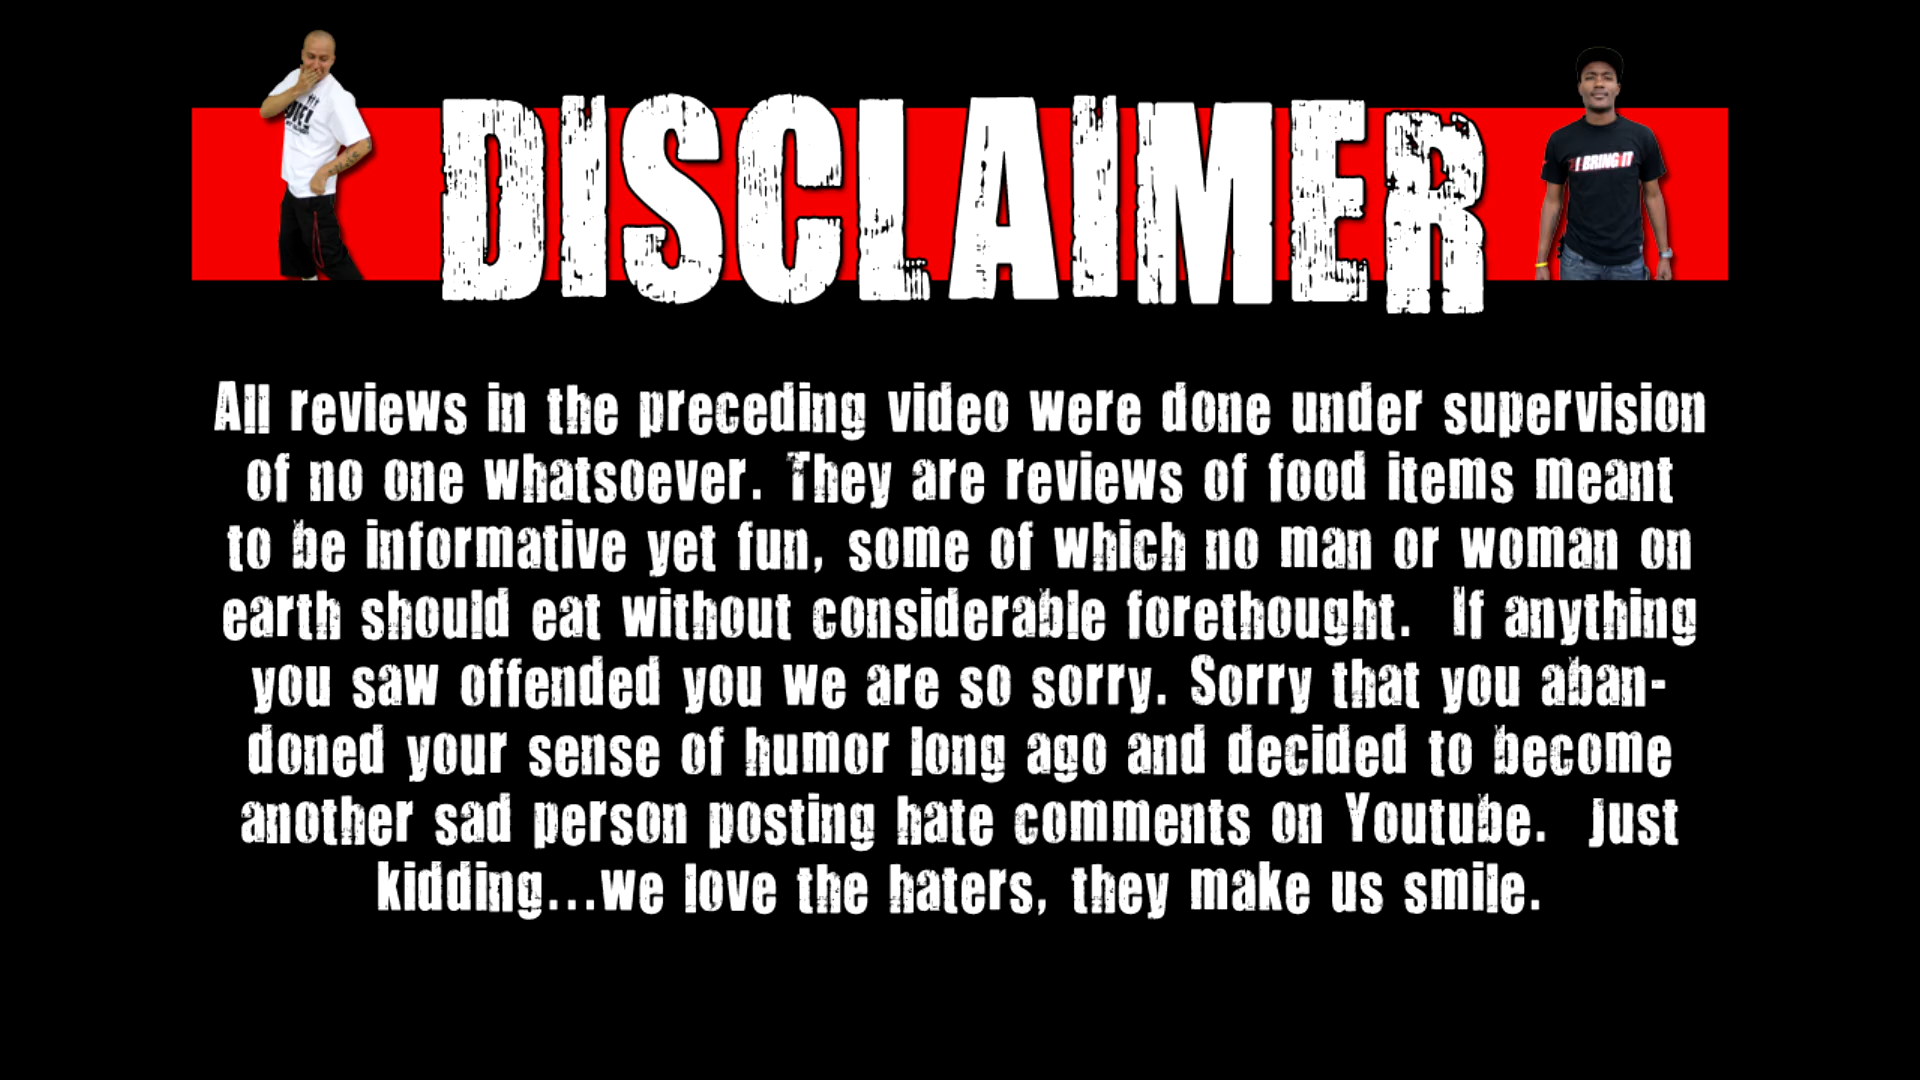 DISCLAIMER
DIE!
I BRING IT
All reviews in the preceding video were done under supervision
of no one whatsoever. They are reviews of food items meant
to be informative yet fun, some of which no man or woman on
earth should eat without considerable forethought. If anything
you saw offended you we are so sorry. Sorry that you aban-
doned your sense of humor long ago and decided to become
another sad person posting hate comments on Youtube. Just
kidding...we love the haters, they make us smile.